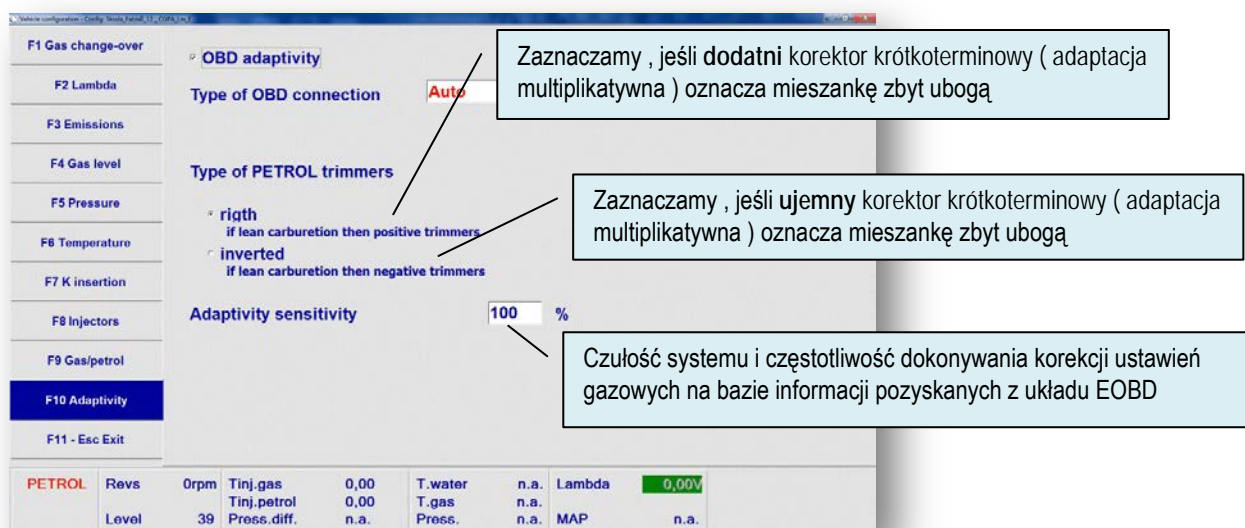 Vehicle configuration - Config: Skoda_Fabia
F1 Gas change-over
F2 Lambda
F3 Emissions
F4 Gas level
F5 Pressure
F6 Temperature
F7 K insertion
F8 Injectors
F9 Gas/petrol
F10 Adaptivity
F11 - Esc Exit
OBD adaptivity
Type of OBD connection Auto
Type of PETROL trimmers
rigth
if lean carburetion then positive trimmers
inverted
if lean carburetion then negative trimmers
Adaptivity sensitivity 100 %
Zaznaczamy , jeśli dodatni korektor krótkoterminowy ( adaptacja
multiplikatywna ) oznacza mieszankę zbyt ubogą
Zaznaczamy , jeśli ujemny korektor krótkoterminowy ( adaptacja
multiplikatywna ) oznacza mieszankę zbyt ubogą
Czułość systemu i częstotliwość dokonywania korekcji ustawień
gazowych na bazie informacji pozyskanych z układu EOBD
PETROL Revs 0rpm Tinj.gas 0,00 T.water n.a. Lambda 0,00V
Tinj.petrol 0,00 T.gas n.a.
Level 39 Press.diff. n.a. Press. n.a. MAP n.a.